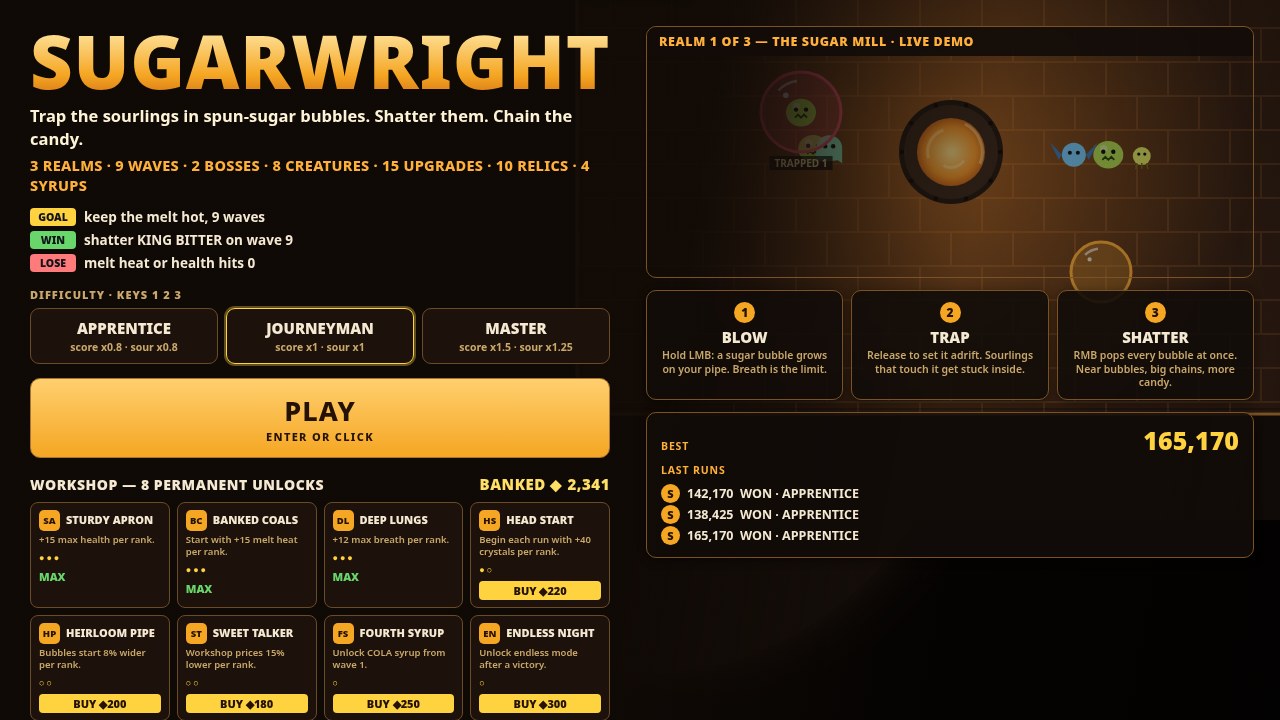 SUGARWRIGHT
Trap the sourlings in spun-sugar bubbles. Shatter them. Chain the
candy.
3 REALMS · 9 WAVES · 2 BOSSES · 8 CREATURES · 15 UPGRADES · 10 RELICS · 4
SYRUPS
GOAL keep the melt hot, 9 waves
WIN shatter KING BITTER on wave 9
LOSE melt heat or health hits 0
DIFFICULTY · KEYS 1 2 3
APPRENTICE
score x0.8 · sour x0.8
JOURNEYMAN
score x1 · sour x1
MASTER
score x1.5 · sour x1.25
PLAY
ENTER OR CLICK
WORKSHOP — 8 PERMANENT UNLOCKS
BANKED ◆ 2,341
SA STURDY APRON
+15 max health per rank.
MAX
BC BANKED COALS
Start with +15 melt heat
per rank.
MAX
DL DEEP LUNGS
+12 max breath per rank.
MAX
HS HEAD START
Begin each run with +40
crystals per rank.
BUY ◆220
HP HEIRLOOM PIPE
Bubbles start 8% wider
per rank.
BUY ◆200
ST SWEET TALKER
Workshop prices 15%
lower per rank.
BUY ◆180
FS FOURTH SYRUP
Unlock COLA syrup from
wave 1.
BUY ◆250
EN ENDLESS NIGHT
Unlock endless mode
after a victory.
BUY ◆300
REALM 1 OF 3 — THE SUGAR MILL · LIVE DEMO
TRAPPED 1
1
BLOW
Hold LMB: a sugar bubble grows
on your pipe. Breath is the limit.
2
TRAP
Release to set it adrift. Sourlings
that touch it get stuck inside.
3
SHATTER
RMB pops every bubble at once.
Near bubbles, big chains, more
candy.
BEST 165,170
LAST RUNS
S 142,170 WON · APPRENTICE
S 138,425 WON · APPRENTICE
S 165,170 WON · APPRENTICE